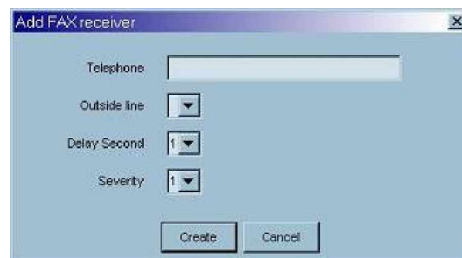 Add FAX receiver
Telephone
Outside line
Delay Second 1
Severity 1
Create Cancel